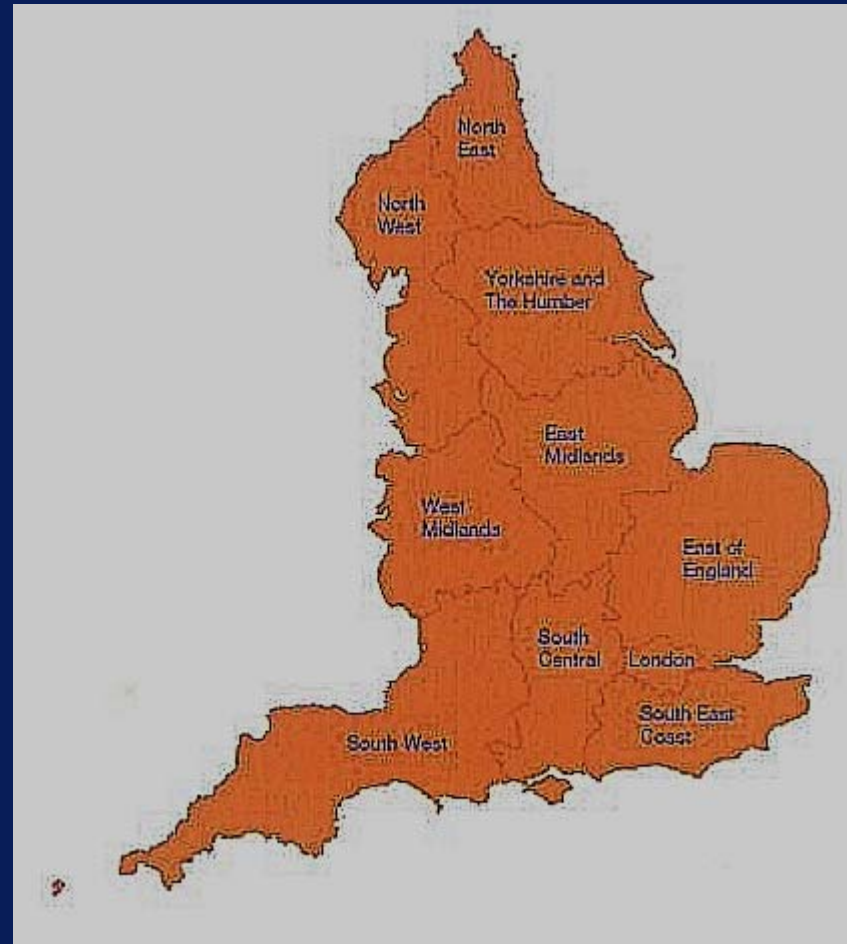 North
East
North
West
Yorkshire and
The Humber
East
Midlands
West
Midlands
East of
England
South
Central
London
South East
Coast
South West